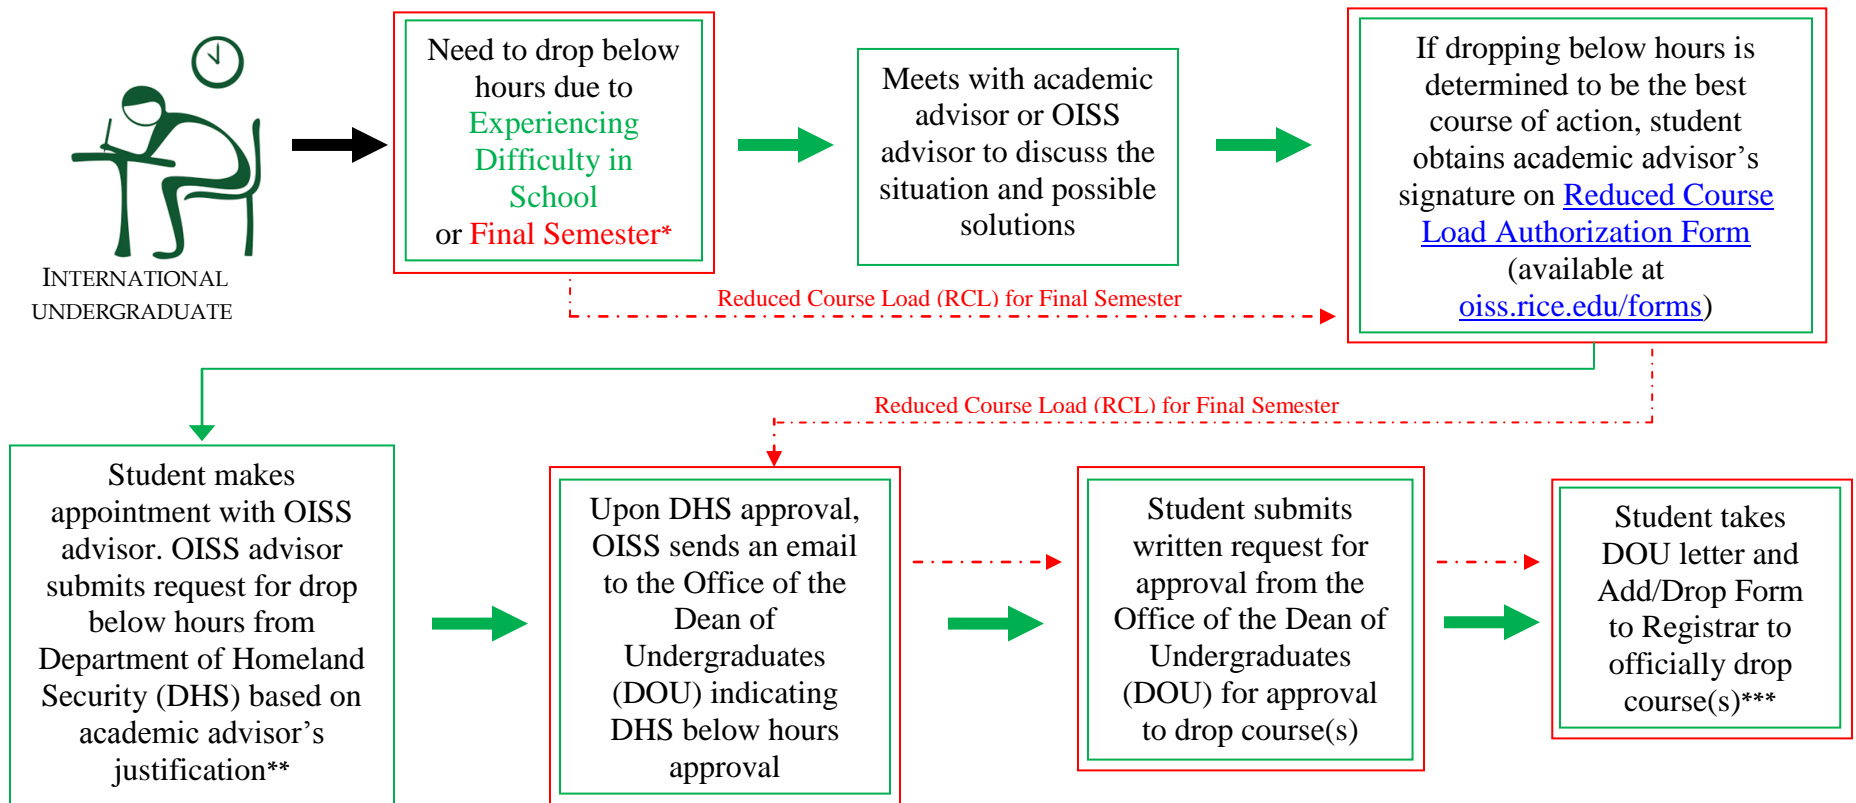 INTERNATIONAL
UNDERGRADUATE
Need to drop below
hours due to
Experiencing
Difficulty in
School
or Final Semester*
Meets with academic
advisor or OISS
advisor to discuss the
situation and possible
solutions
If dropping below hours is
determined to be the best
course of action, student
obtains academic advisor’s
signature on Reduced Course
Load Authorization Form
(available at
oiss.rice.edu/forms)
Reduced Course Load (RCL) for Final Semester
Reduced Course Load (RCL) for Final Semester
Student makes
appointment with OISS
advisor. OISS advisor
submits request for drop
below hours from
Department of Homeland
Security (DHS) based on
academic advisor’s
justification**
Upon DHS approval,
OISS sends an email
to the Office of the
Dean of
Undergraduates
(DOU) indicating
DHS below hours
approval
Student submits
written request for
approval from the
Office of the Dean of
Undergraduates
(DOU) for approval
to drop course(s)
Student takes
DOU letter and
Add/Drop Form
to Registrar to
officially drop
course(s)***